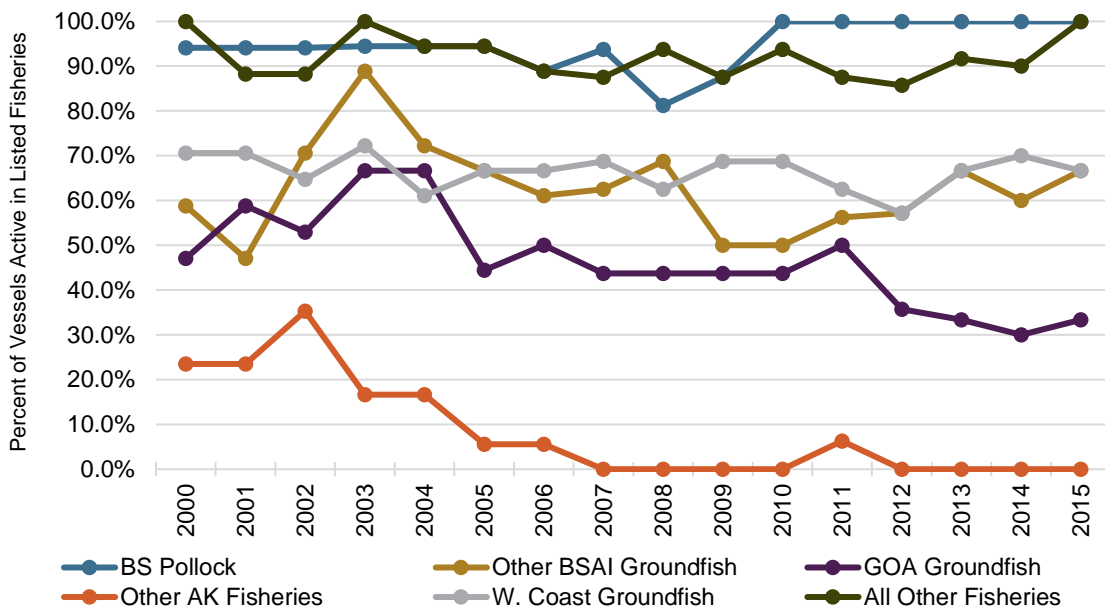 Percent of Vessels Active in Listed Fisheries
100.0%
90.0%
80.0%
70.0%
60.0%
50.0%
40.0%
30.0%
20.0%
10.0%
0.0%
2000 2001 2002 2003 2004 2005 2006 2007 2008 2009 2010 2011 2012 2013 2014 2015
BS Pollock Other BSAI Groundfish GOA Groundfish
Other AK Fisheries W. Coast Groundfish All Other Fisheries